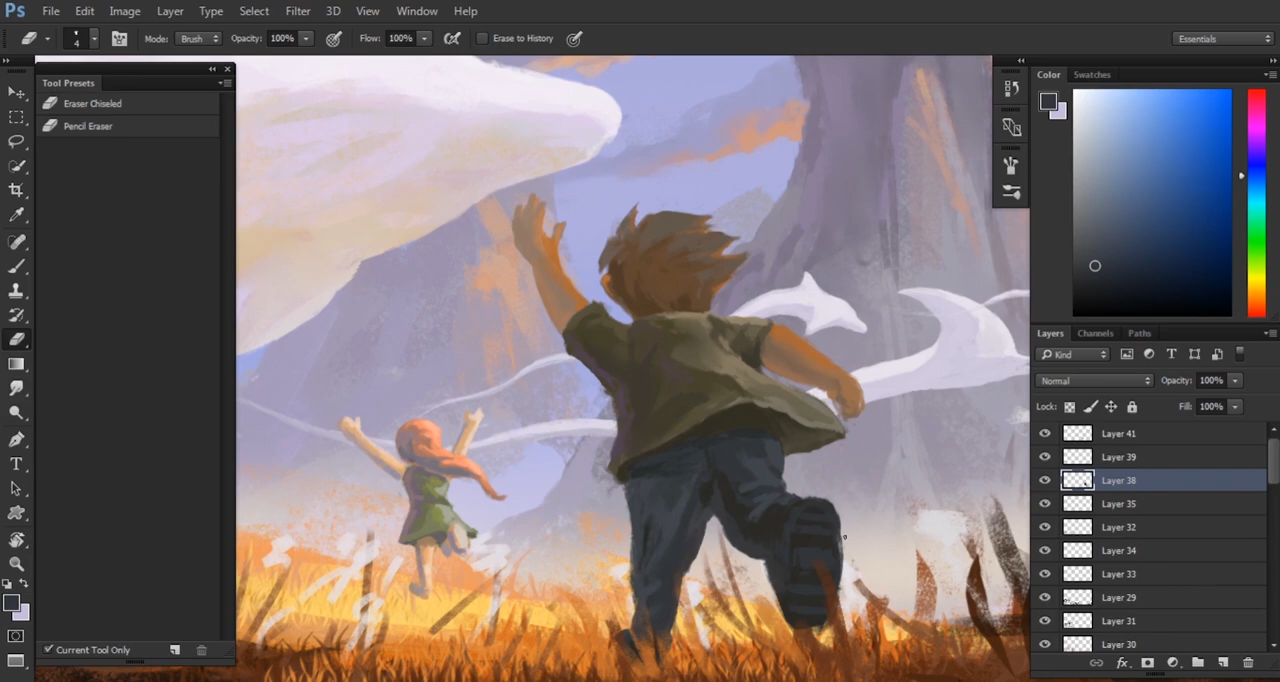 Ps File Edit Image Layer Type Select Filter 3D View Window Help
4 Mode: Brush Opacity: 100% Flow: 100% Erase to History Essentials
Tool Presets
Eraser Chiseled
Pencil Eraser
Current Tool Only
Color Swatches
Layers Channels Paths
Kind
Normal Opacity: 100%
Lock: Fill: 100%
Layer 41
Layer 39
Layer 38
Layer 35
Layer 32
Layer 34
Layer 33
Layer 29
Layer 31
Layer 30
fx